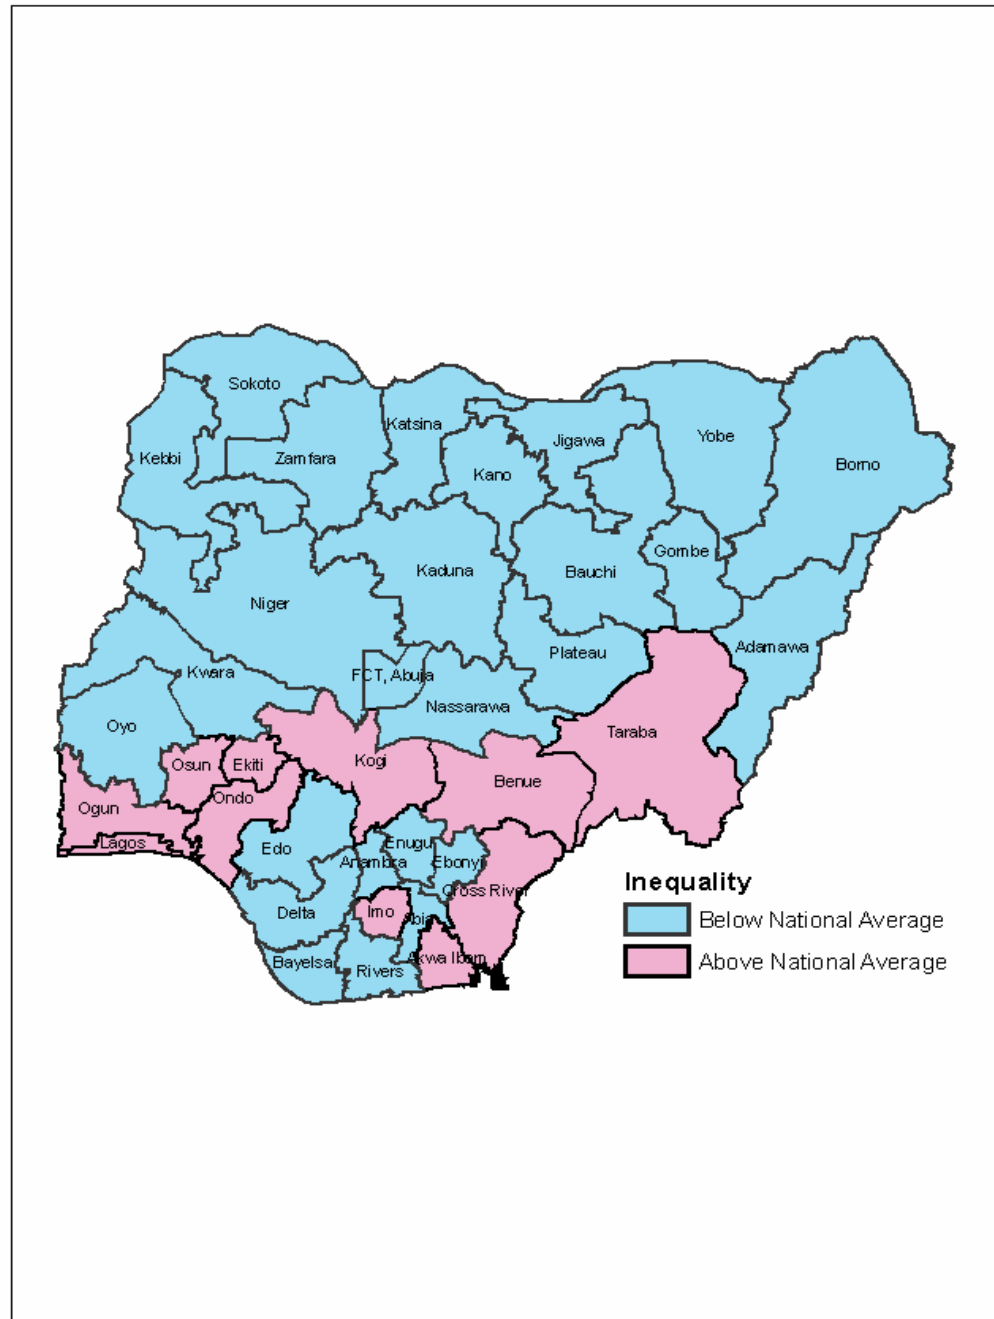 Sokoto
Katsina
Jigawa
Yobe
Borno
Kebbi
Zamfara
Kano
Gombe
Kaduna
Bauchi
Niger
Adamawa
Plateau
Kwara
FCT, Abuja
Nassarawa
Oyo
Taraba
Osun
Ekiti
Kogi
Benue
Ogun
Ondo
Lagos
Edo
Enugu
Anambra
Ebonyi
Cross River
Delta
Imo
Abia
Akwa Ibom
Bayelsa
Rivers
Inequality
Below National Average
Above National Average